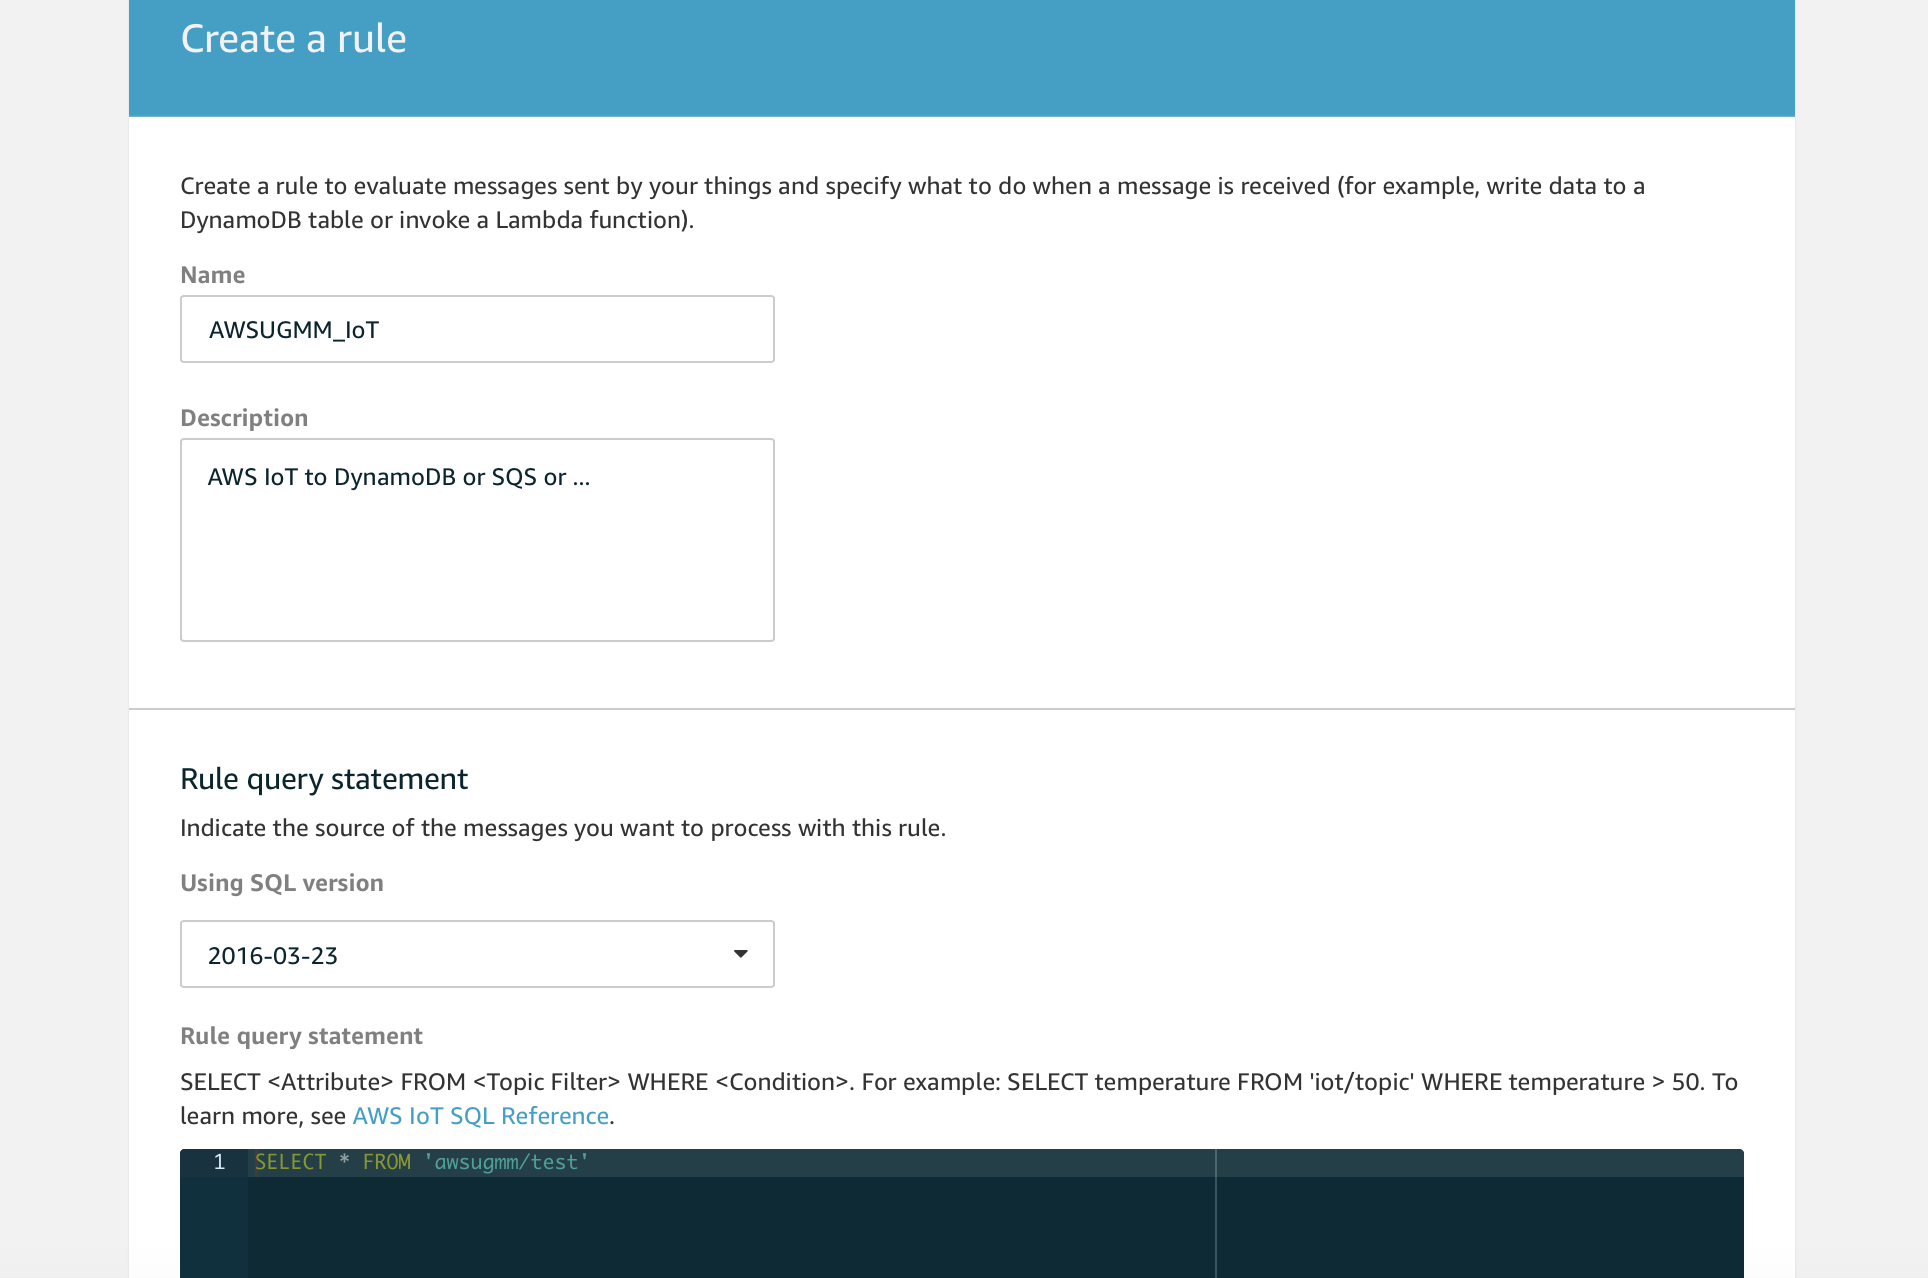 Create a rule
Create a rule to evaluate messages sent by your things and specify what to do when a message is received (for example, write data to a
DynamoDB table or invoke a Lambda function).
Name
AWSUGMM_IoT
Description
AWS IoT to DynamoDB or SQS or ...
Rule query statement
Indicate the source of the messages you want to process with this rule.
Using SQL version
2016-03-23
Rule query statement
SELECT <Attribute> FROM <Topic Filter> WHERE <Condition>. For example: SELECT temperature FROM 'iot/topic' WHERE temperature > 50. To
learn more, see AWS IoT SQL Reference.
1 SELECT * FROM 'awsugmm/test'